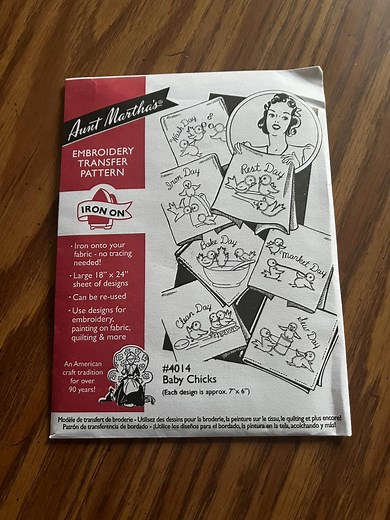 Aunt Martha's®
EMBROIDERY
TRANSFER
PATTERN
IRON ON
· Iron onto your
fabric - no tracing
needed!
· Large 18" x 24"
sheet of designs
· Can be re-used
· Use designs for
embroidery,
painting on fabric,
quilting & more
An American
craft tradition
for over
90 years!
Wash Day
Rest Day
Iron Day
Bake Day
Market Day
Clean Day
Sew Day
#4014
Baby Chicks
(Each design is approx. 7"x 6")
Modèle de transfert de broderie - Utilisez des dessins pour la broderie, la peinture sur le tissu, le quilting et plus encore!
Patrón de transferencia de bordado - ¡Utilice los diseños para el bordado, la pintura en la tela, acolchando y más!